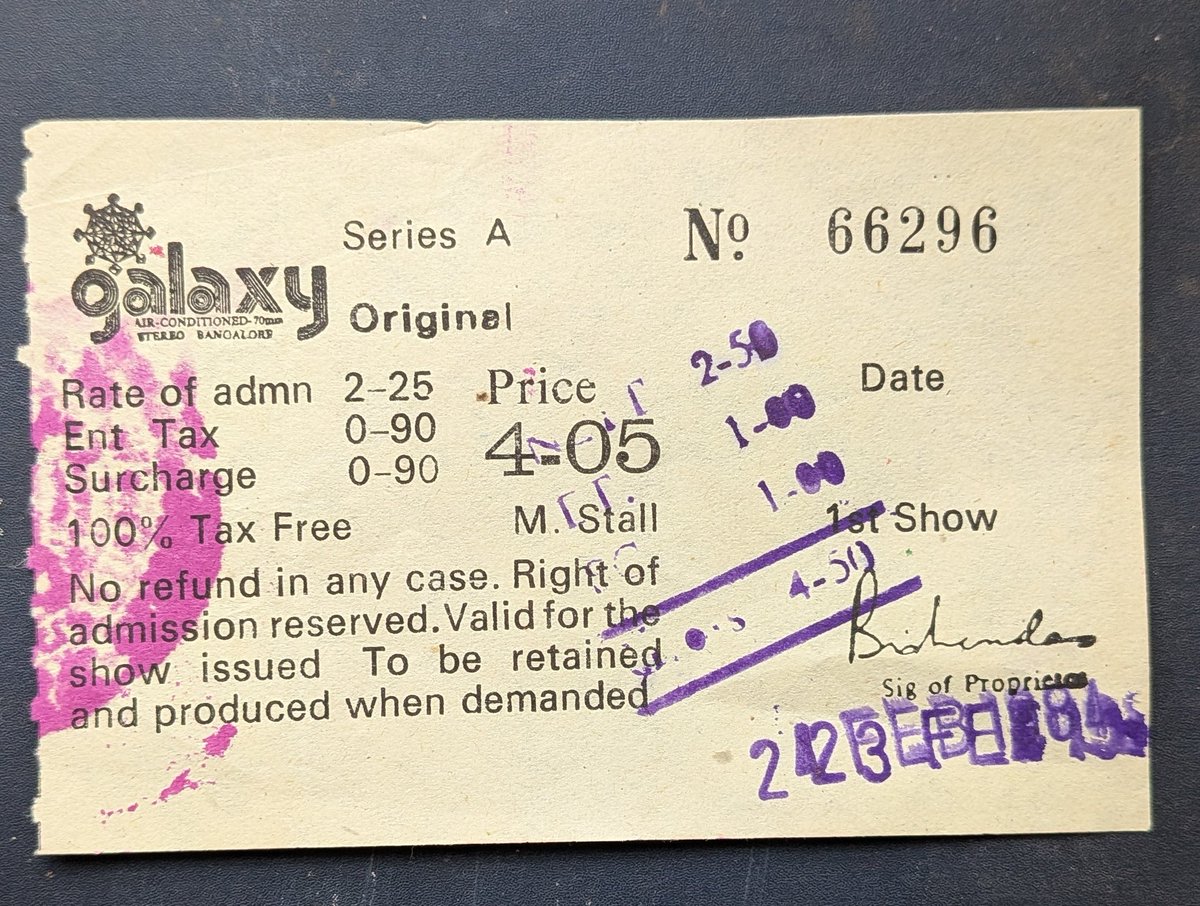 Series A Nº 66296
galaxy
AIR-CONDITIONED-70mm
STEREO BANGALORE
Original
Rate of admn 2-25 Price 2-50 Date
Ent Tax 0-90 4-05 1-00
Surcharge 0-90 1-00
100% Tax Free M. Stall 1st Show
4-50
No refund in any case. Right of
admission reserved. Valid for the
show issued To be retained
and produced when demanded
Sig of